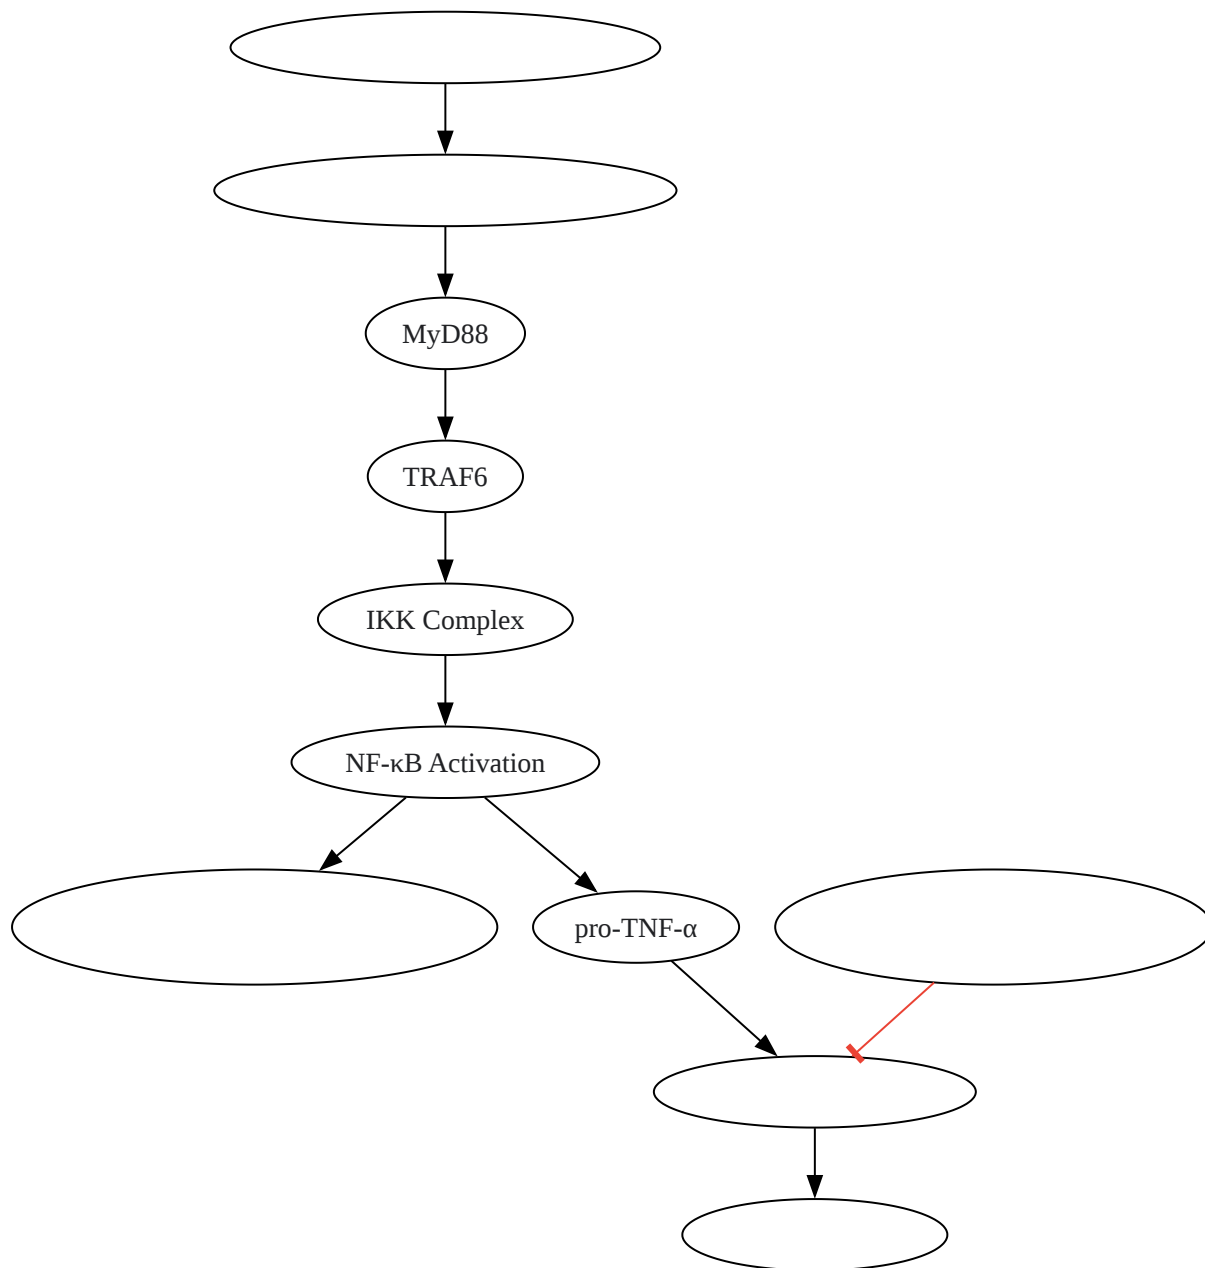 MyD88
TRAF6
IKK Complex
NF-κB Activation
pro-TNF-α